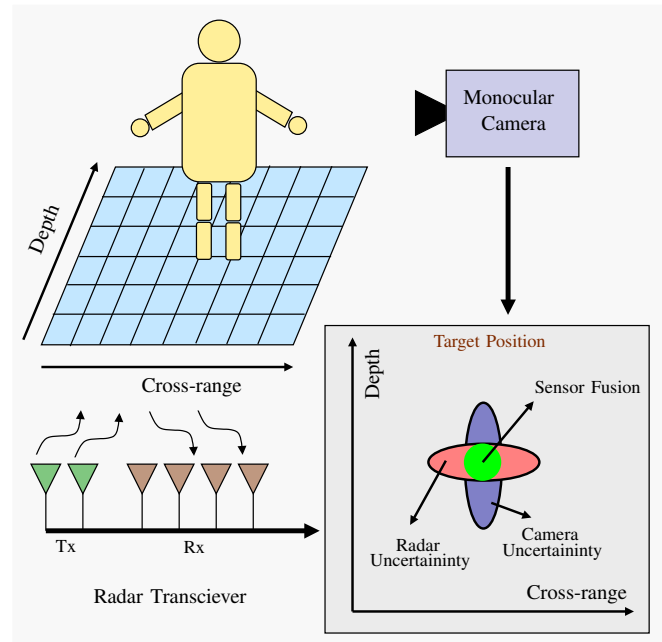 Monocular
Camera
Depth
Cross-range
Tx
Rx
Radar Transciever
Target Position
Depth
Sensor Fusion
Radar
Uncertaininty
Camera
Uncertaininty
Cross-range